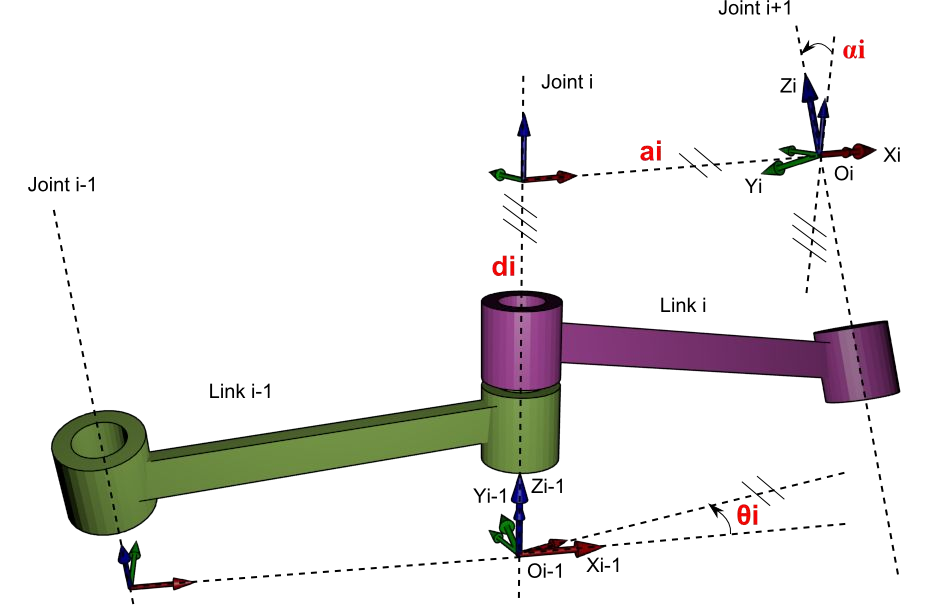 Joint i+1
αi
Joint i
Zi
ai
Xi
Oi
Yi
Joint i-1
di
Link i
Link i-1
Yi-1
Zi-1
θi
Oi-1
Xi-1